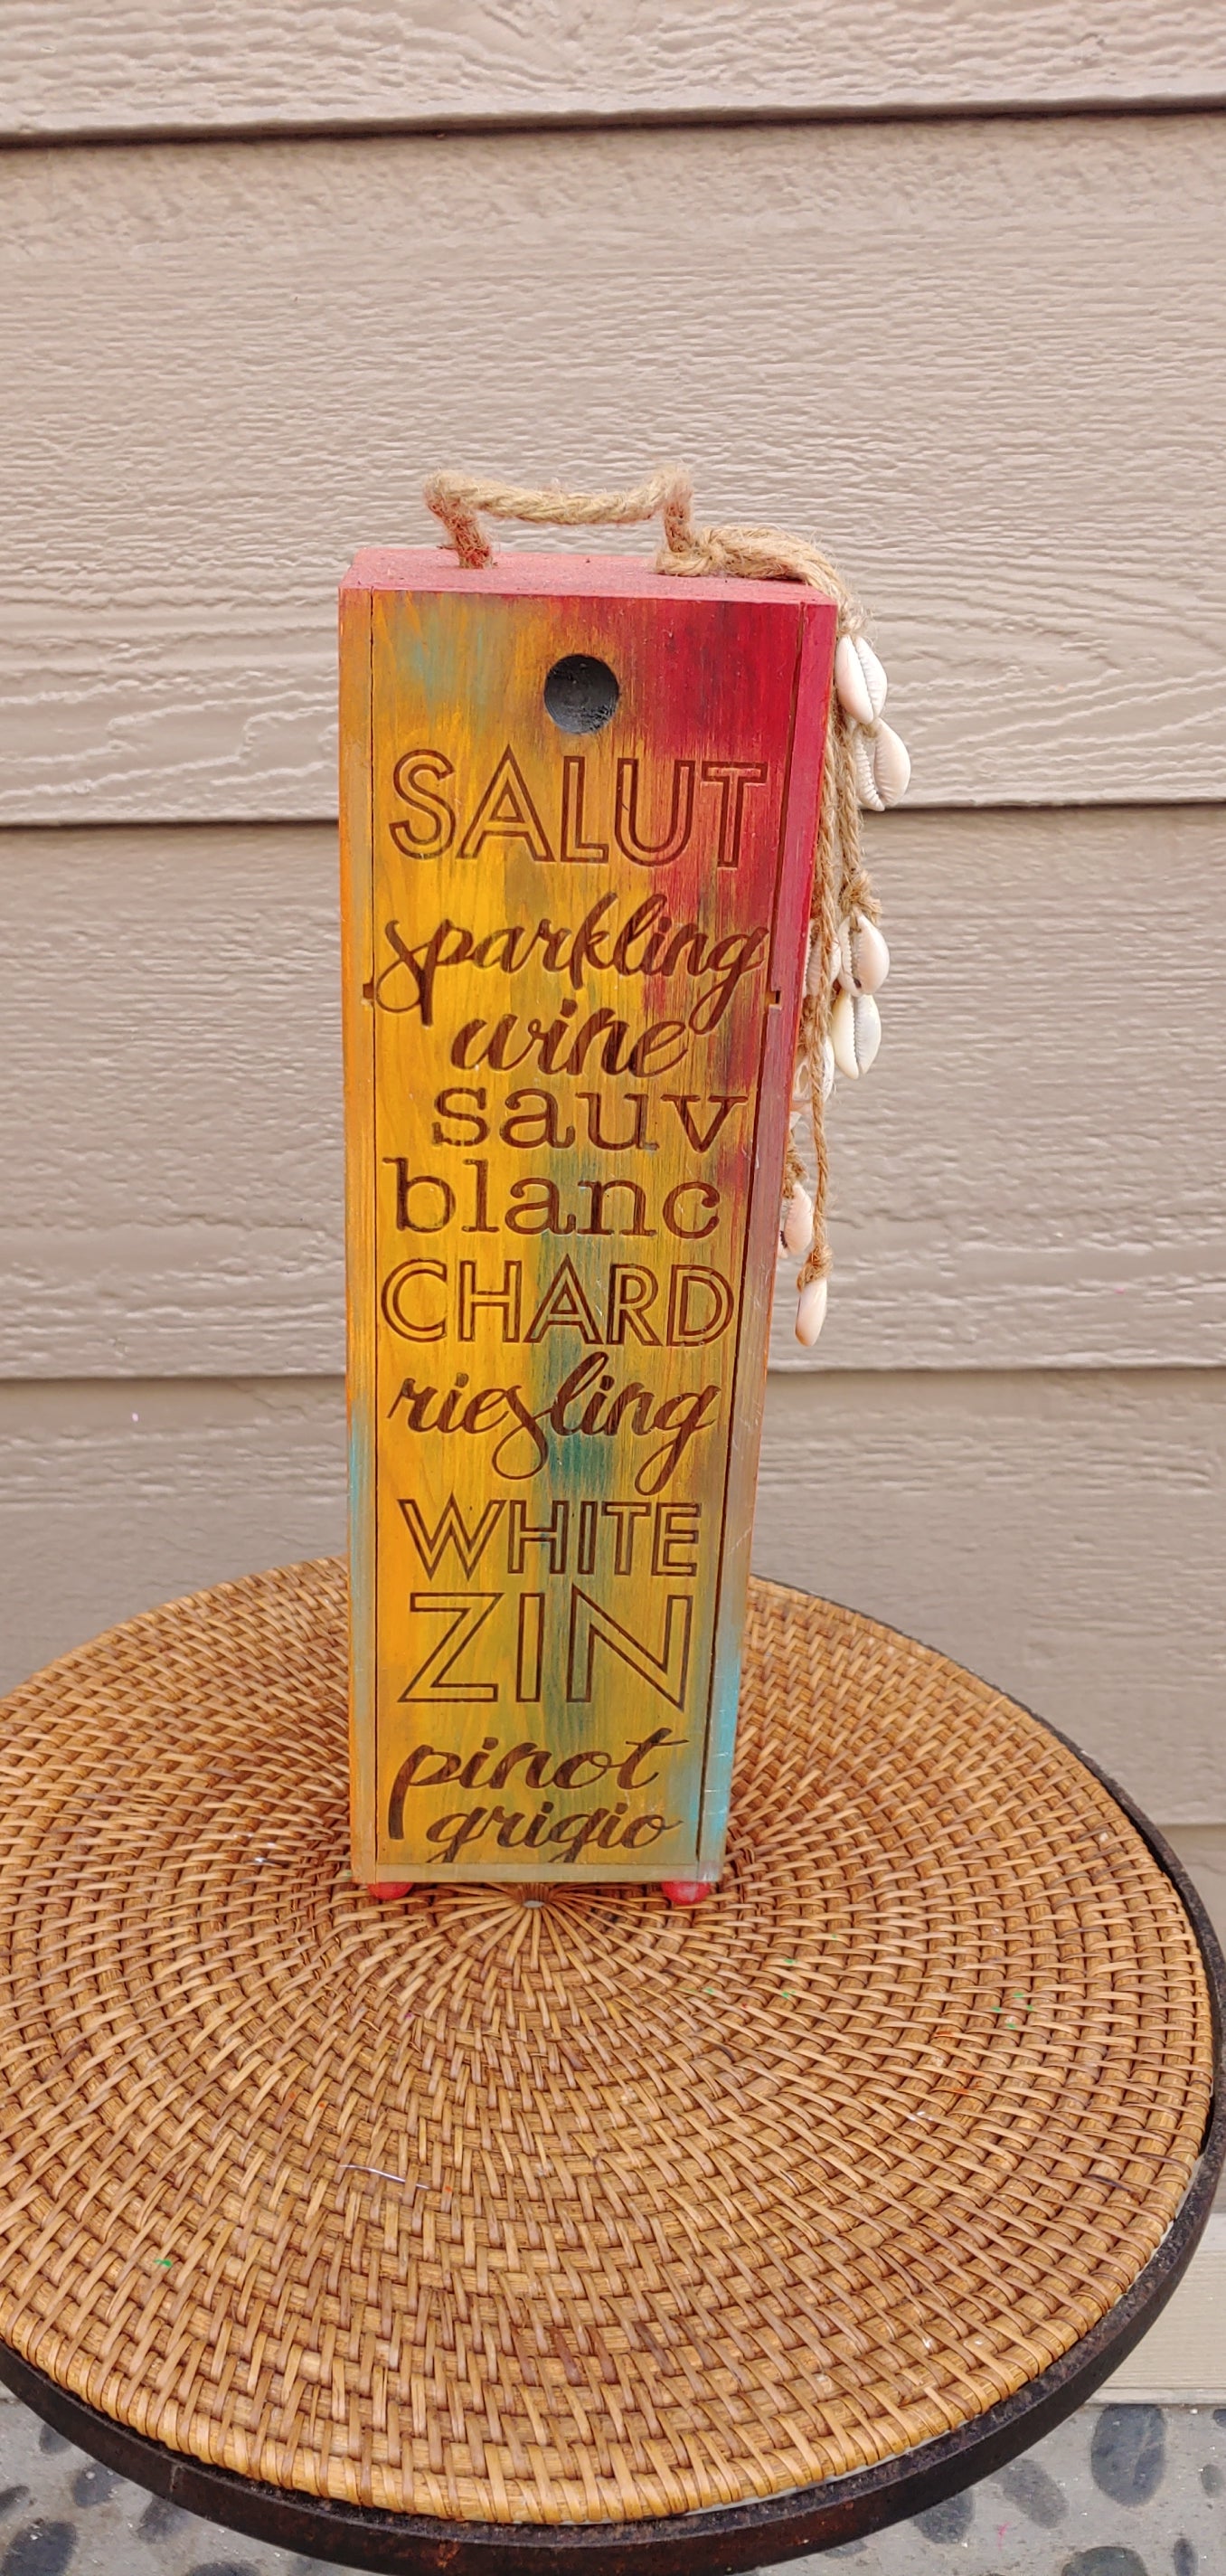 SALUT
sparkling
wine
sauv
blanc
CHARD
riesling
WHITE
ZIN
pinot
grigio